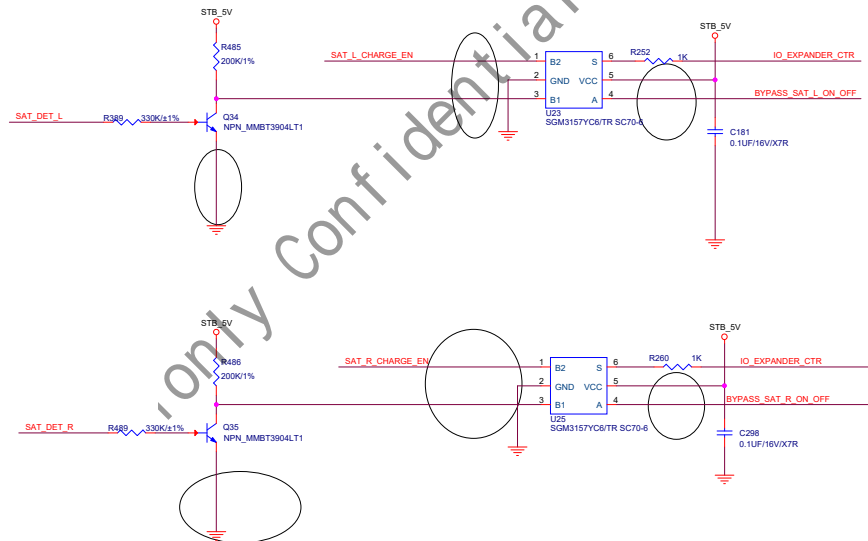 STB_5V
R485
200K/1%
SAT_DET_L
R389 330K/±1%
Q34
NPN_MMBT3904LT1
SAT_L_CHARGE_EN
1 B2 S 6
2 GND VCC 5
3 B1 A 4
U23
SGM3157YC6/TR SC70-6
R252 1K
STB_5V
IO_EXPANDER_CTR
BYPASS_SAT_L_ON_OFF
C181
0.1UF/16V/X7R
only Confidential
STB_5V
R486
200K/1%
SAT_DET_R
R489 330K/±1%
Q35
NPN_MMBT3904LT1
SAT_R_CHARGE_EN
1 B2 S 6
2 GND VCC 5
3 B1 A 4
U25
SGM3157YC6/TR SC70-6
R260 1K
STB_5V
IO_EXPANDER_CTR
BYPASS_SAT_R_ON_OFF
C298
0.1UF/16V/X7R